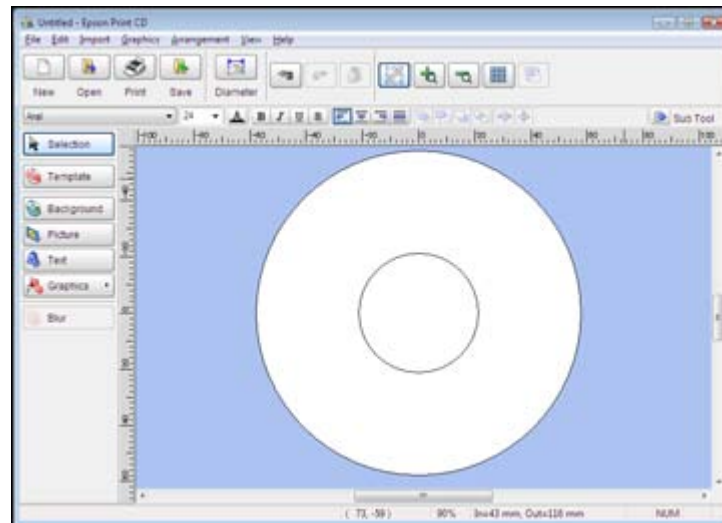 Untitled - Epson Print CD
File Edit Import Graphics Arrangement View Help
New Open Print Save Diameter
Arial 24 A B I U Sub Tool
Selection
Template
Background
Picture
Text
Graphics
Blur
( 73, -59) 90% In=43 mm, Out=116 mm NUM